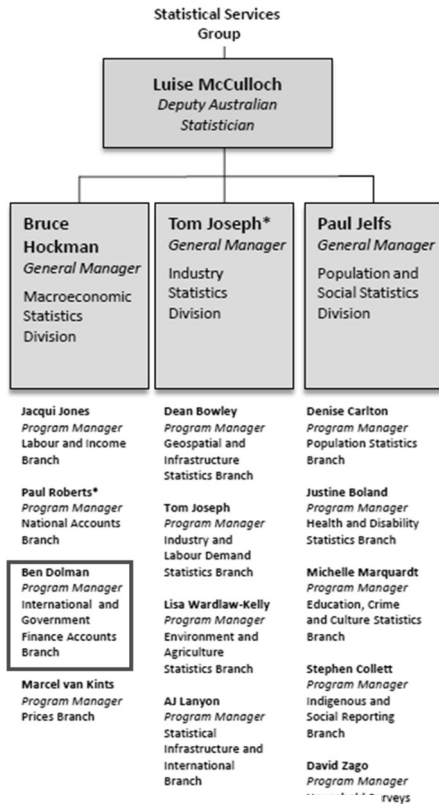 Statistical Services
Group
Luise McCulloch
Deputy Australian
Statistician
Bruce
Hockman
General Manager
Macroeconomic
Statistics
Division
Tom Joseph*
General Manager
Industry
Statistics
Division
Paul Jelfs
General Manager
Population and
Social Statistics
Division
Jacqui Jones
Program Manager
Labour and Income
Branch
Paul Roberts*
Program Manager
National Accounts
Branch
Ben Dolman
Program Manager
International and
Government
Finance Accounts
Branch
Marcel van Kints
Program Manager
Prices Branch
Dean Bowley
Program Manager
Geospatial and
Infrastructure
Statistics Branch
Tom Joseph
Program Manager
Industry and
Labour Demand
Statistics Branch
Lisa Wardlaw-Kelly
Program Manager
Environment and
Agriculture
Statistics Branch
AJ Lanyon
Program Manager
Statistical
Infrastructure and
International
Branch
Denise Carlton
Program Manager
Population Statistics
Branch
Justine Boland
Program Manager
Health and Disability
Statistics Branch
Michelle Marquardt
Program Manager
Education, Crime
and Culture Statistics
Branch
Stephen Collett
Program Manager
Indigenous and
Social Reporting
Branch
David Zago
Program Manager